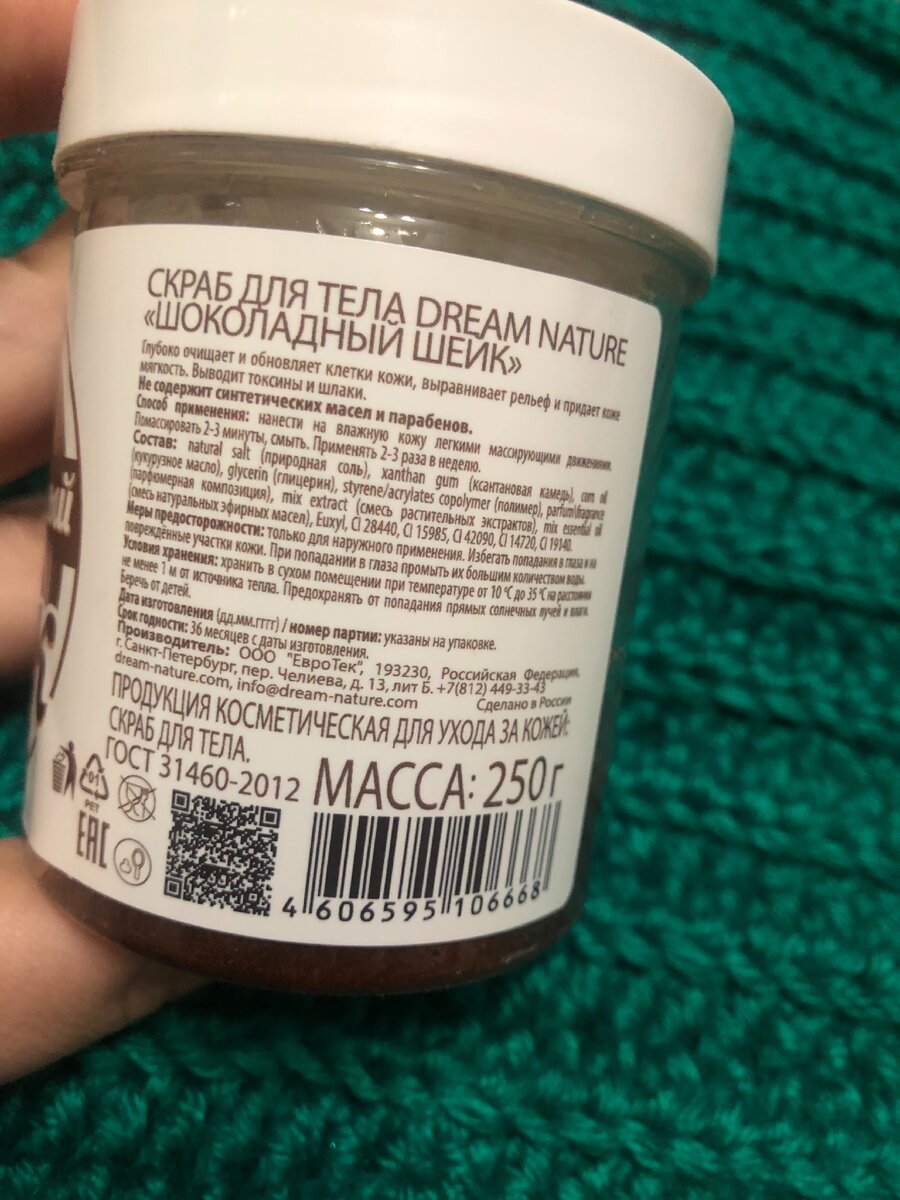 СКРАБ ДЛЯ ТЕЛА DREAM NATURE
«ШОКОЛАДНЫЙ ШЕЙК»
Глубоко очищает и обновляет клетки кожи, выравнивает рельеф и придает коже
мягкость. Выводит токсины и шлаки.
Не содержит синтетических масел и парабенов.
Способ применения: нанести на влажную кожу легкими массирующими движениями.
Помассировать 2-3 минуты, смыть. Применять 2-3 раза в неделю.
Состав: natural salt (природная соль), xanthan gum (ксантановая камедь), corn oil
(кукурузное масло), glycerin (глицерин), styrene/acrylates copolymer (полимер), parfum\fragrance
(парфюмерная композиция), mix extract (смесь растительных экстрактов), mix essential oil
(смесь натуральных эфирных масел), Euxyl, CI 28440, CI 15985, CI 42090, CI 14720, CI 19140.
Меры предосторожности: только для наружного применения. Избегать попадания в глаза и на
повреждённые участки кожи. При попадании в глаза промыть их большим количеством воды.
Условия хранения: хранить в сухом помещении при температуре от 10 °C до 35 °C на расстоянии
не менее 1 м от источника тепла. Предохранять от попадания прямых солнечных лучей и влаги.
Беречь от детей.
Дата изготовления (дд.мм.гггг) / номер партии: указаны на упаковке.
Срок годности: 36 месяцев с даты изготовления.
Производитель: ООО "ЕвроТек", 193230, Российская Федерация,
г. Санкт-Петербург, пер. Челиева, д. 13, лит Б. +7(812) 449-33-43
dream-nature.com, info@dream-nature.com Сделано в России
ПРОДУКЦИЯ КОСМЕТИЧЕСКАЯ ДЛЯ УХОДА ЗА КОЖЕЙ:
СКРАБ ДЛЯ ТЕЛА.
ГОСТ 31460-2012 МАССА: 250г
01
PET
EAC
4 606595 106668